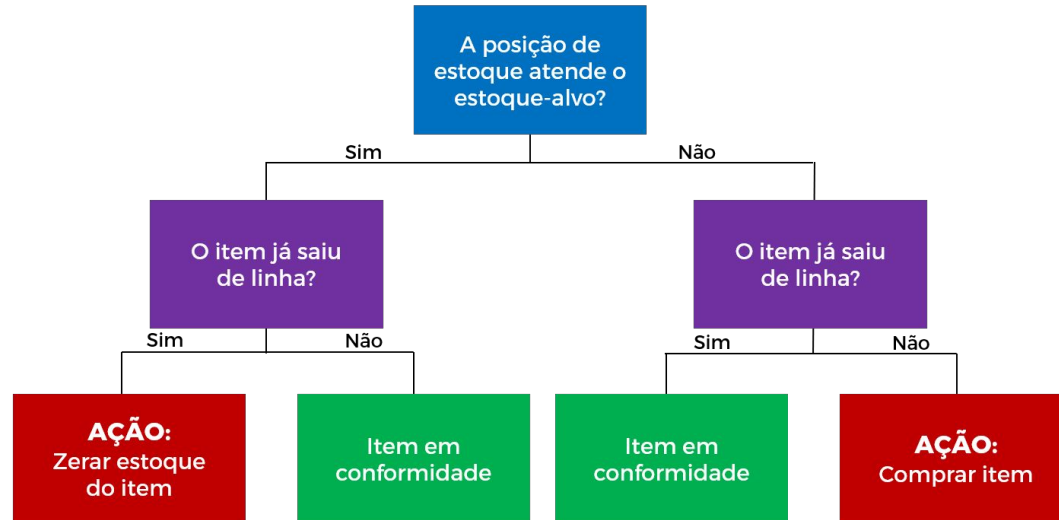 A posição de
estoque atende o
estoque-alvo?
Sim
Não
O item já saiu
de linha?
O item já saiu
de linha?
Sim
Não
Sim
Não
AÇÃO:
Zerar estoque
do item
Item em
conformidade
Item em
conformidade
AÇÃO:
Comprar item